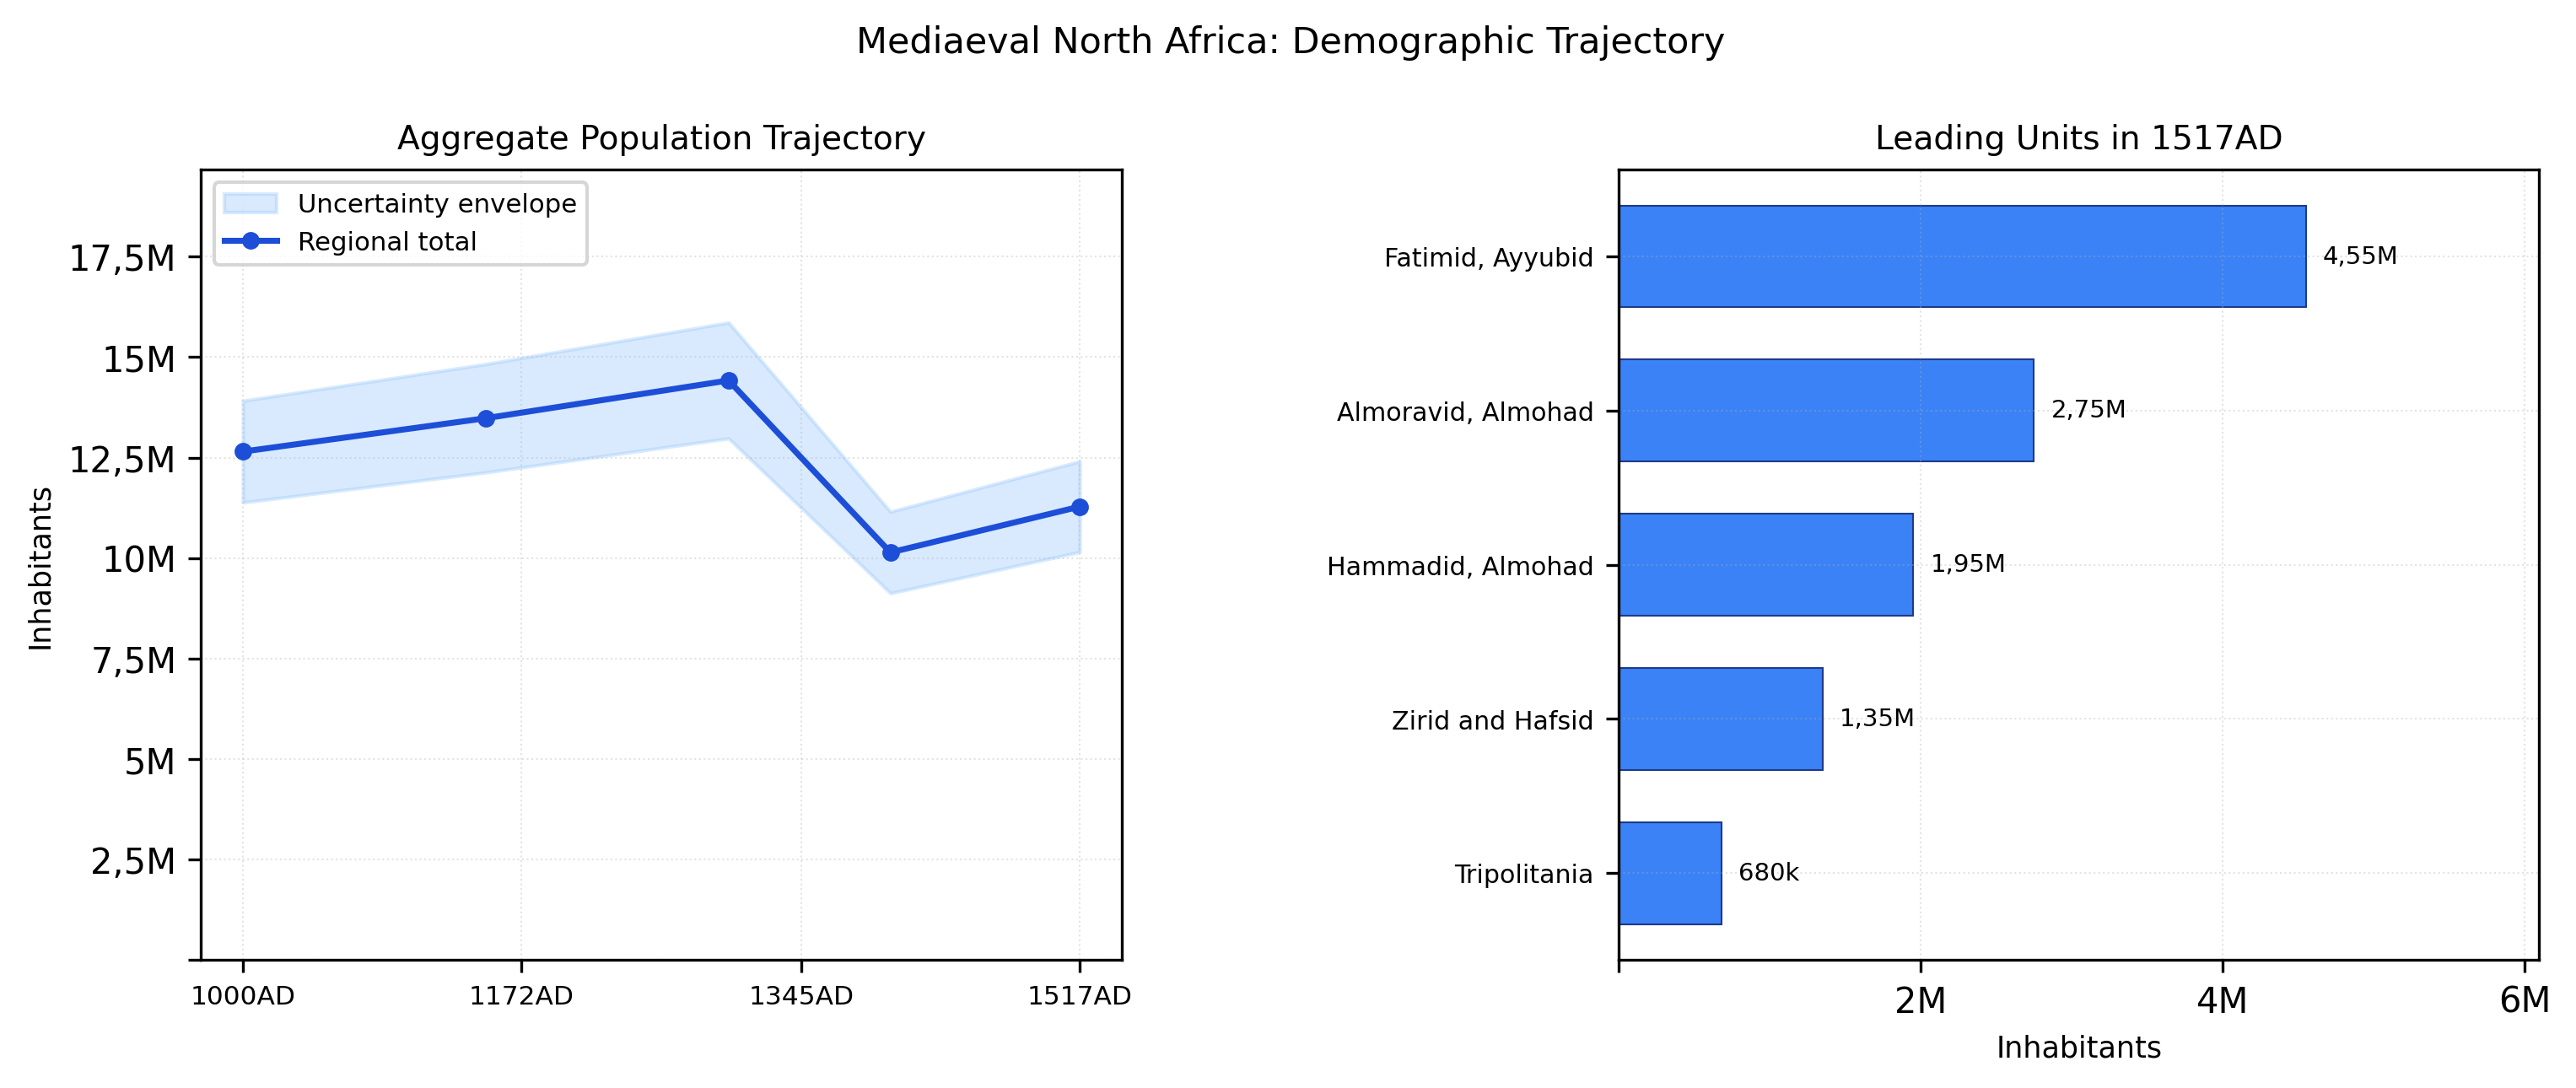 Mediaeval North Africa: Demographic Trajectory
Aggregate Population Trajectory
Uncertainty envelope
Regional total
Inhabitants
17,5M
15M
12,5M
10M
7,5M
5M
2,5M
1000AD
1172AD
1345AD
1517AD
Leading Units in 1517AD
Fatimid, Ayyubid
4,55M
Almoravid, Almohad
2,75M
Hammadid, Almohad
1,95M
Zirid and Hafsid
1,35M
Tripolitania
680k
2M
4M
6M
Inhabitants